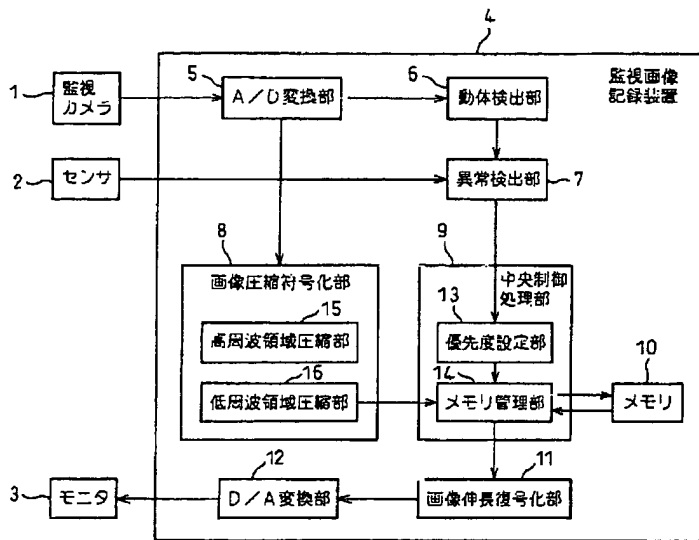 4
1
監視
カメラ
5
A/D変換部
6
動体検出部
監視画像
記録装置
2
センサ
異常検出部
7
8
画像圧縮符号化部
15
高周波領域圧縮部
16
低周波領域圧縮部
9
中央制御
処理部
13
優先度設定部
14
メモリ管理部
10
メモリ
3
モニタ
12
D/A変換部
11
画像伸長復号化部